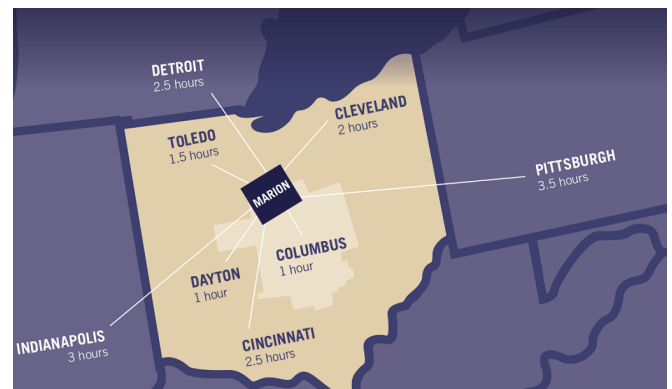 DETROIT
2.5 hours
CLEVELAND
2 hours
TOLEDO
1.5 hours
PITTSBURGH
3.5 hours
MARION
COLUMBUS
1 hour
DAYTON
1 hour
INDIANAPOLIS
3 hours
CINCINNATI
2.5 hours